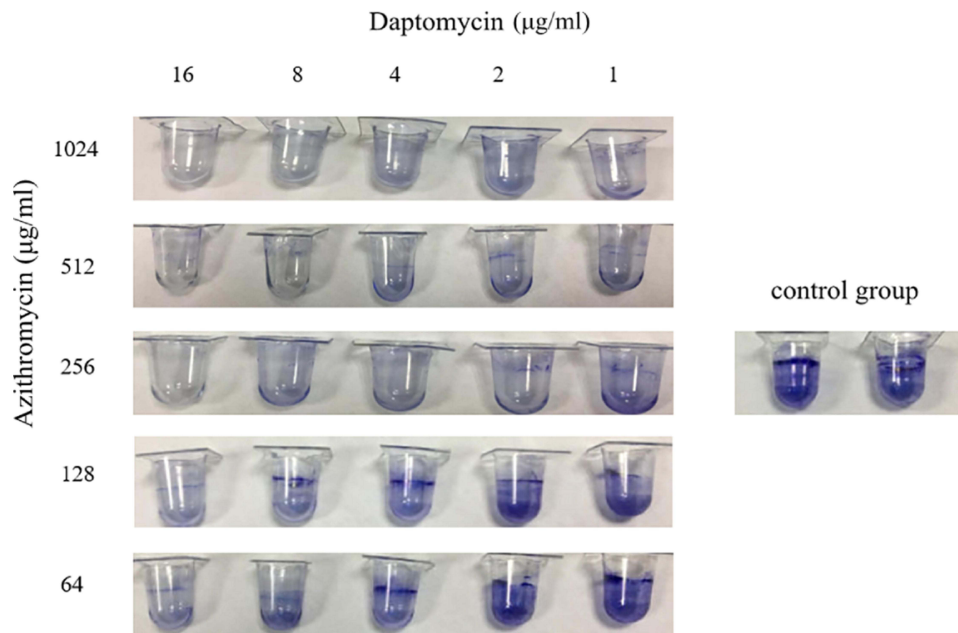 Daptomycin (μg/ml)
16 8 4 2 1
Azithromycin (μg/ml)
1024
512
control group
256
128
64